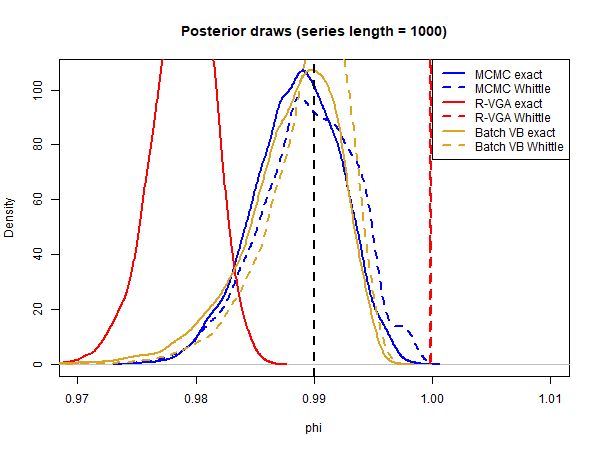 Posterior draws (series length = 1000)
Density
0
20
40
60
80
100
MCMC exact
MCMC Whittle
R-VGA exact
R-VGA Whittle
Batch VB exact
Batch VB Whittle
0.97 0.98 0.99 1.00 1.01
phi